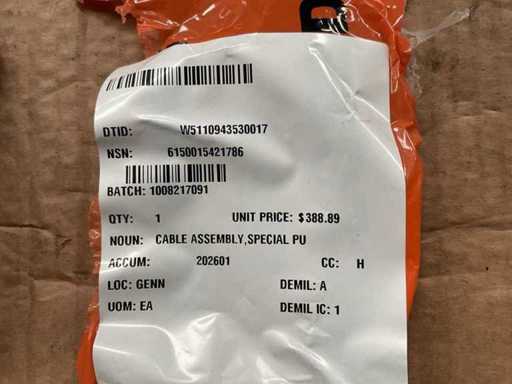 DTID: W5110943530017
NSN: 6150015421786
BATCH: 1008217091
QTY: 1 UNIT PRICE: $388.89
NOUN: CABLE ASSEMBLY,SPECIAL PU
ACCUM: 202601 CC: H
LOC: GENN DEMIL: A
UOM: EA DEMIL IC: 1